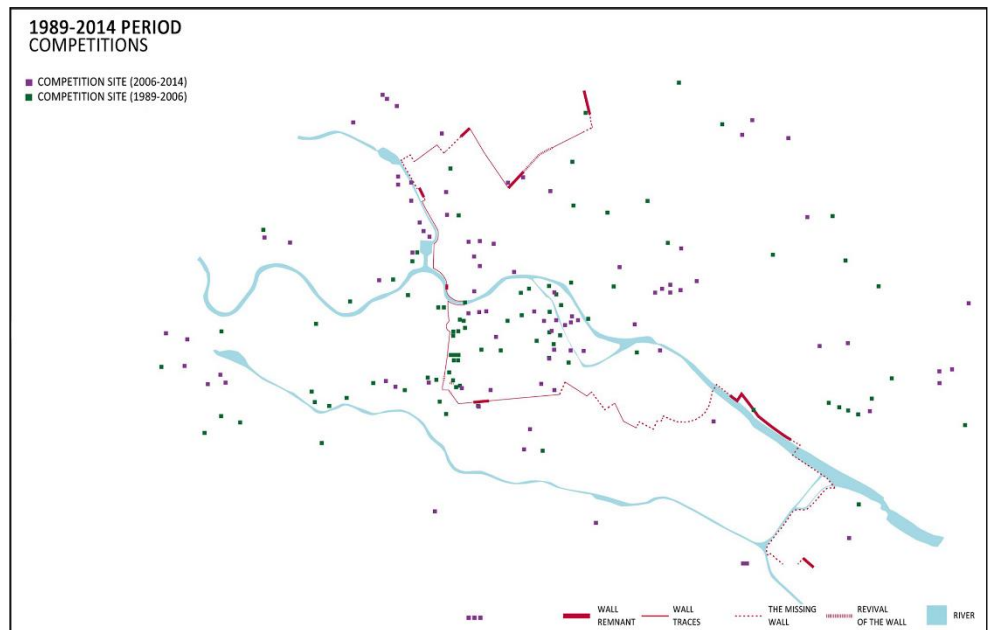 1989-2014 PERIOD
COMPETITIONS
COMPETITION SITE (2006-2014)
COMPETITION SITE (1989-2006)
WALL
REMNANT
WALL
TRACES
THE MISSING
WALL
REVIVAL
OF THE WALL
RIVER